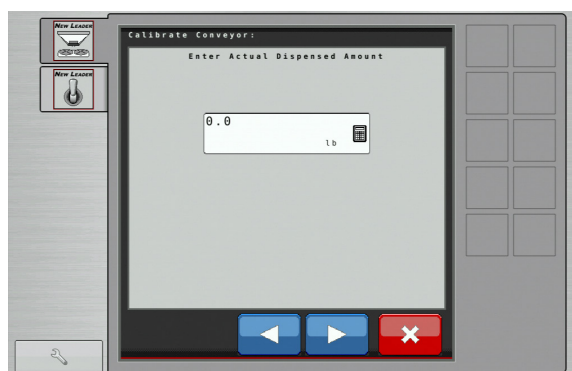 NEW LEADER
NEW LEADER
Calibrate Conveyor:
Enter Actual Dispensed Amount
0.0
lb